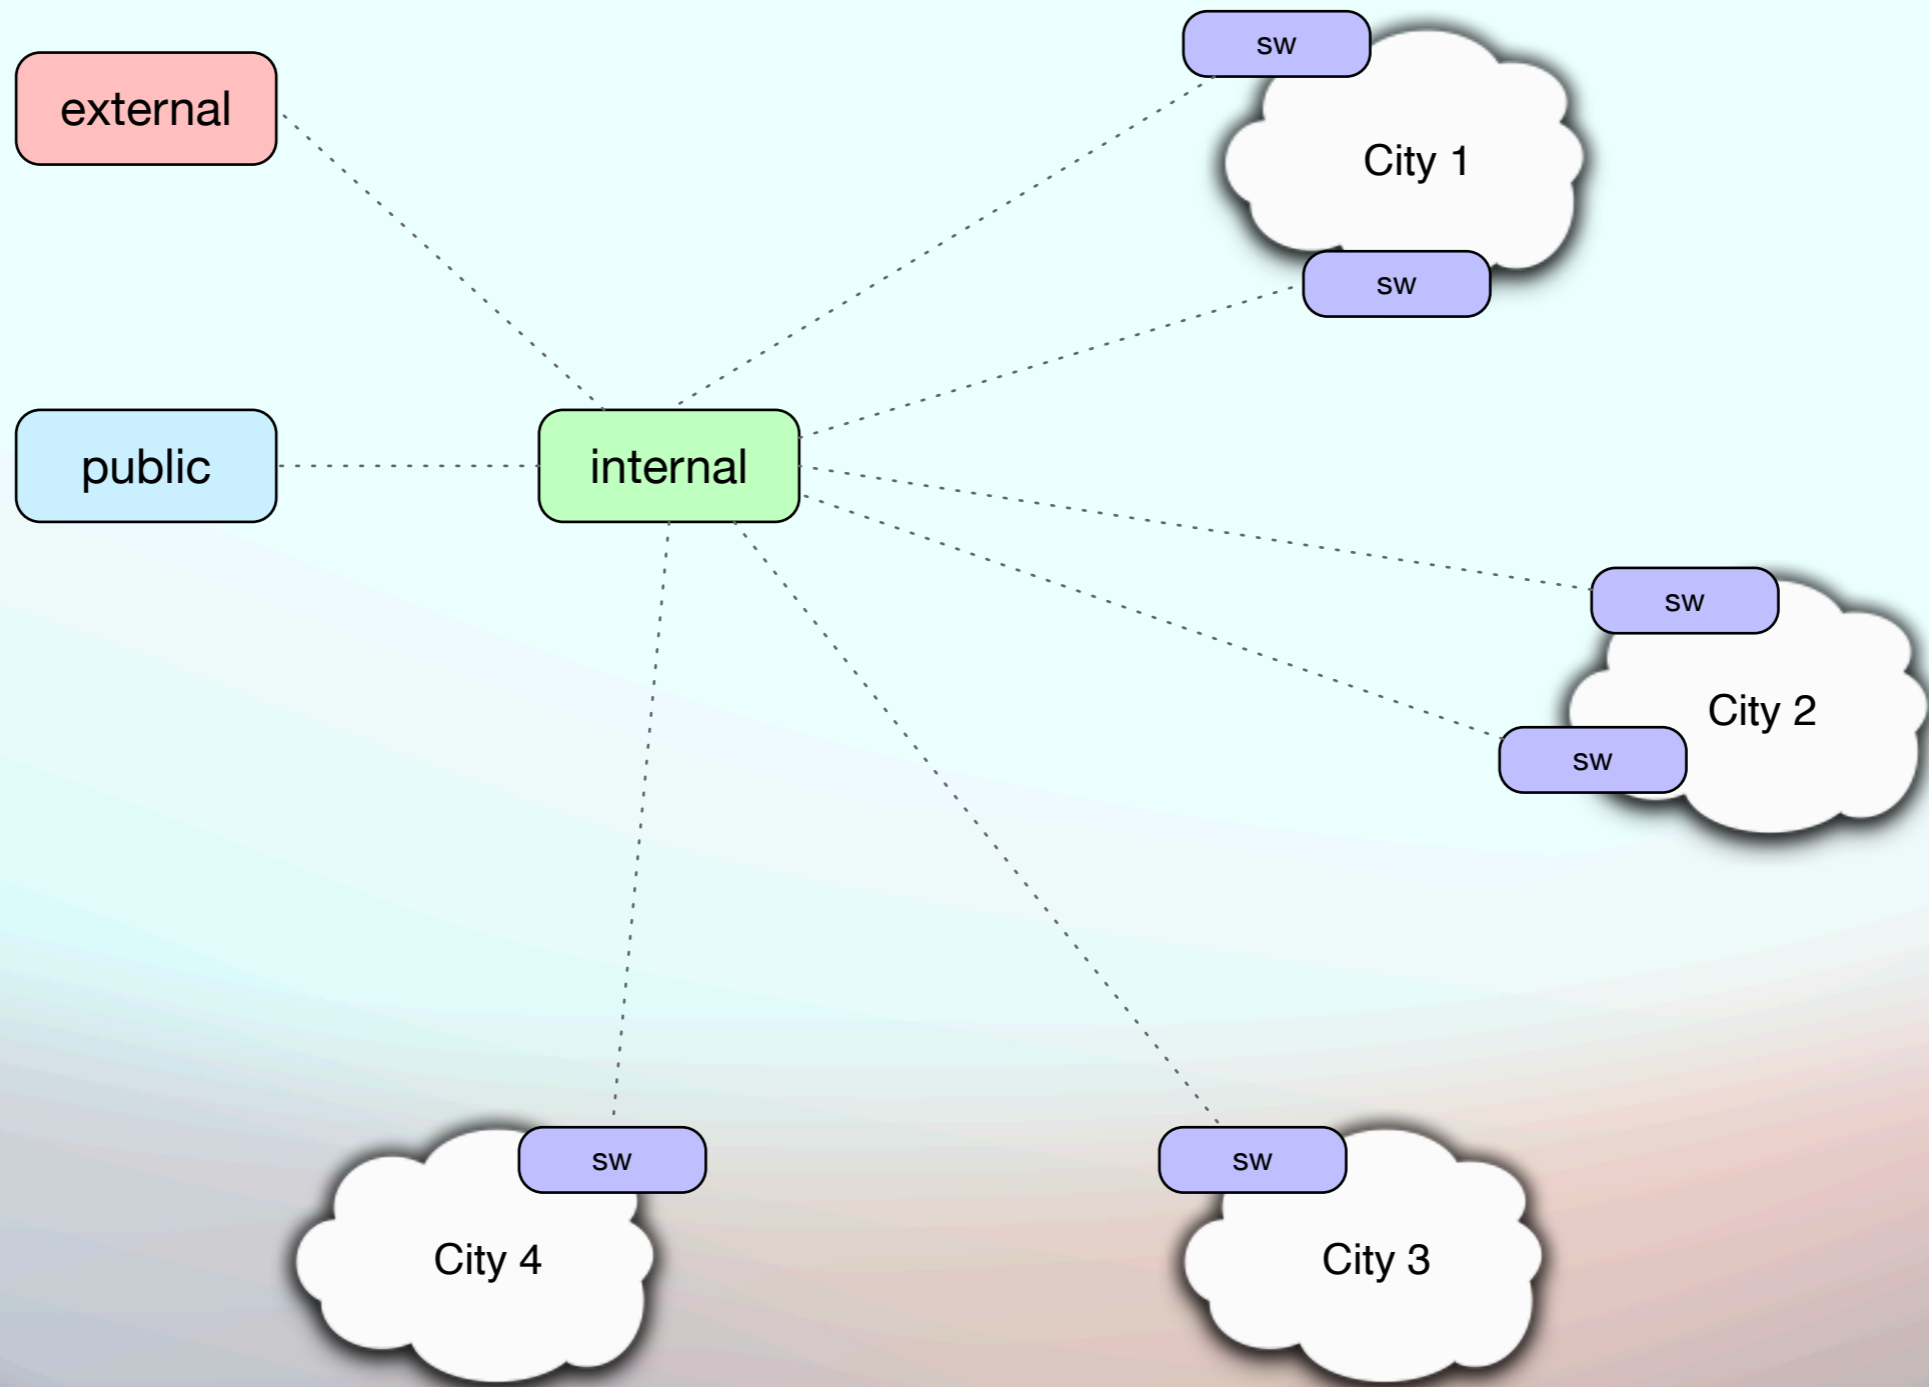 sw
external
City 1
sw
public
internal
sw
City 2
sw
sw
sw
City 4
City 3